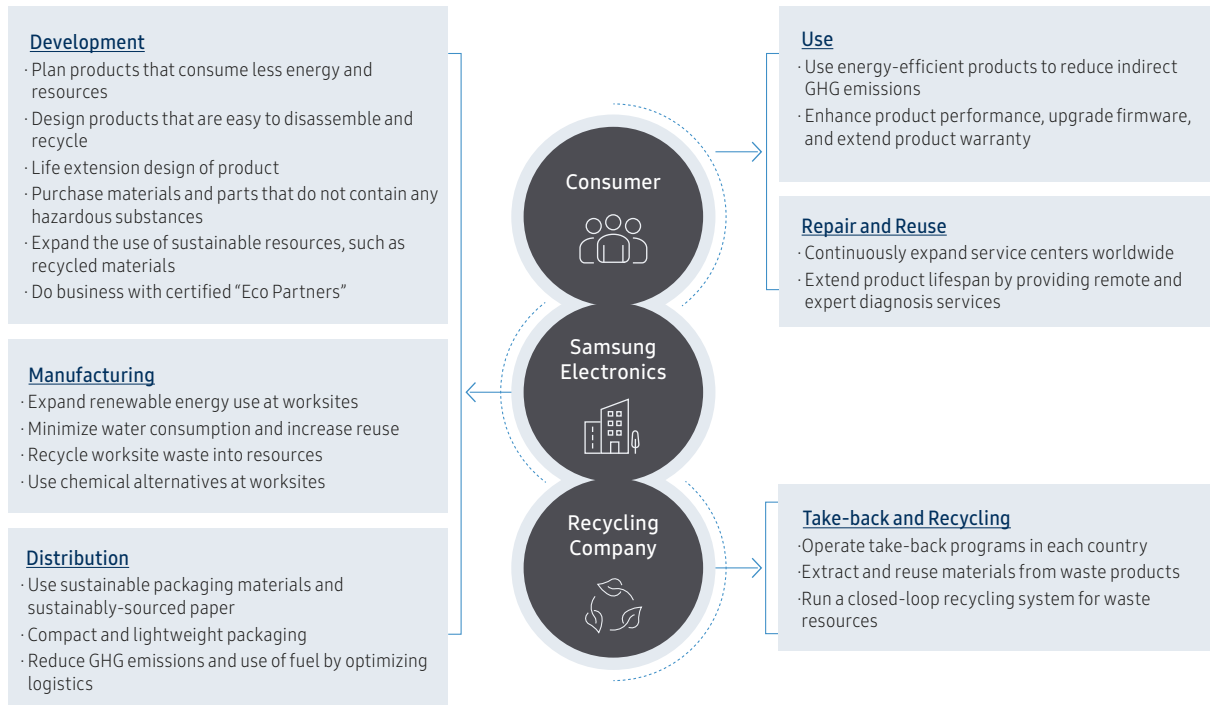 Development
· Plan products that consume less energy and
resources
· Design products that are easy to disassemble and
recycle
· Life extension design of product
· Purchase materials and parts that do not contain any
hazardous substances
· Expand the use of sustainable resources, such as
recycled materials
· Do business with certified “Eco Partners”
Manufacturing
· Expand renewable energy use at worksites
· Minimize water consumption and increase reuse
· Recycle worksite waste into resources
· Use chemical alternatives at worksites
Distribution
· Use sustainable packaging materials and
sustainably-sourced paper
· Compact and lightweight packaging
· Reduce GHG emissions and use of fuel by optimizing
logistics
Consumer
Samsung
Electronics
Recycling
Company
Use
· Use energy-efficient products to reduce indirect
GHG emissions
· Enhance product performance, upgrade firmware,
and extend product warranty
Repair and Reuse
· Continuously expand service centers worldwide
· Extend product lifespan by providing remote and
expert diagnosis services
Take-back and Recycling
·Operate take-back programs in each country
·Extract and reuse materials from waste products
·Run a closed-loop recycling system for waste
resources